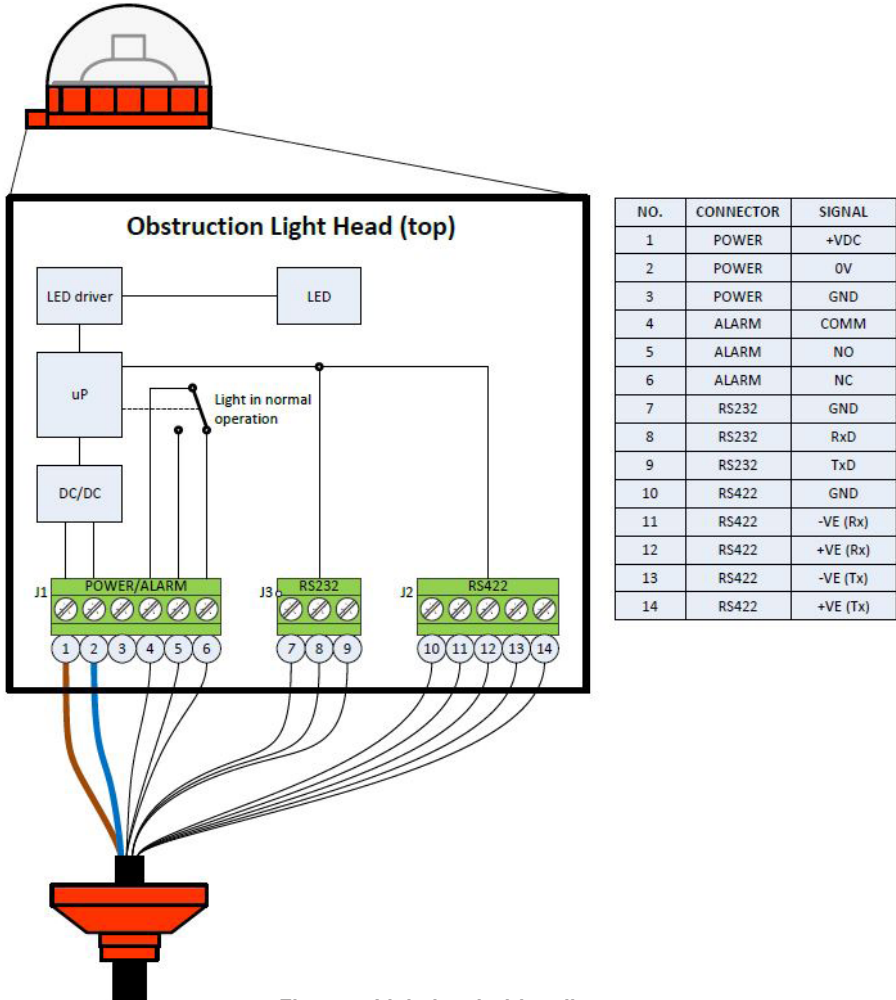 Obstruction Light Head (top)
LED driver
LED
uP
Light in normal
operation
DC/DC
J1
POWER/ALARM
J3
RS232
J2
RS422
1 2 3 4 5 6
7 8 9
10 11 12 13 14
NO. CONNECTOR SIGNAL
1 POWER +VDC
2 POWER 0V
3 POWER GND
4 ALARM COMM
5 ALARM NO
6 ALARM NC
7 RS232 GND
8 RS232 RxD
9 RS232 TxD
10 RS422 GND
11 RS422 -VE (Rx)
12 RS422 +VE (Rx)
13 RS422 -VE (Tx)
14 RS422 +VE (Tx)